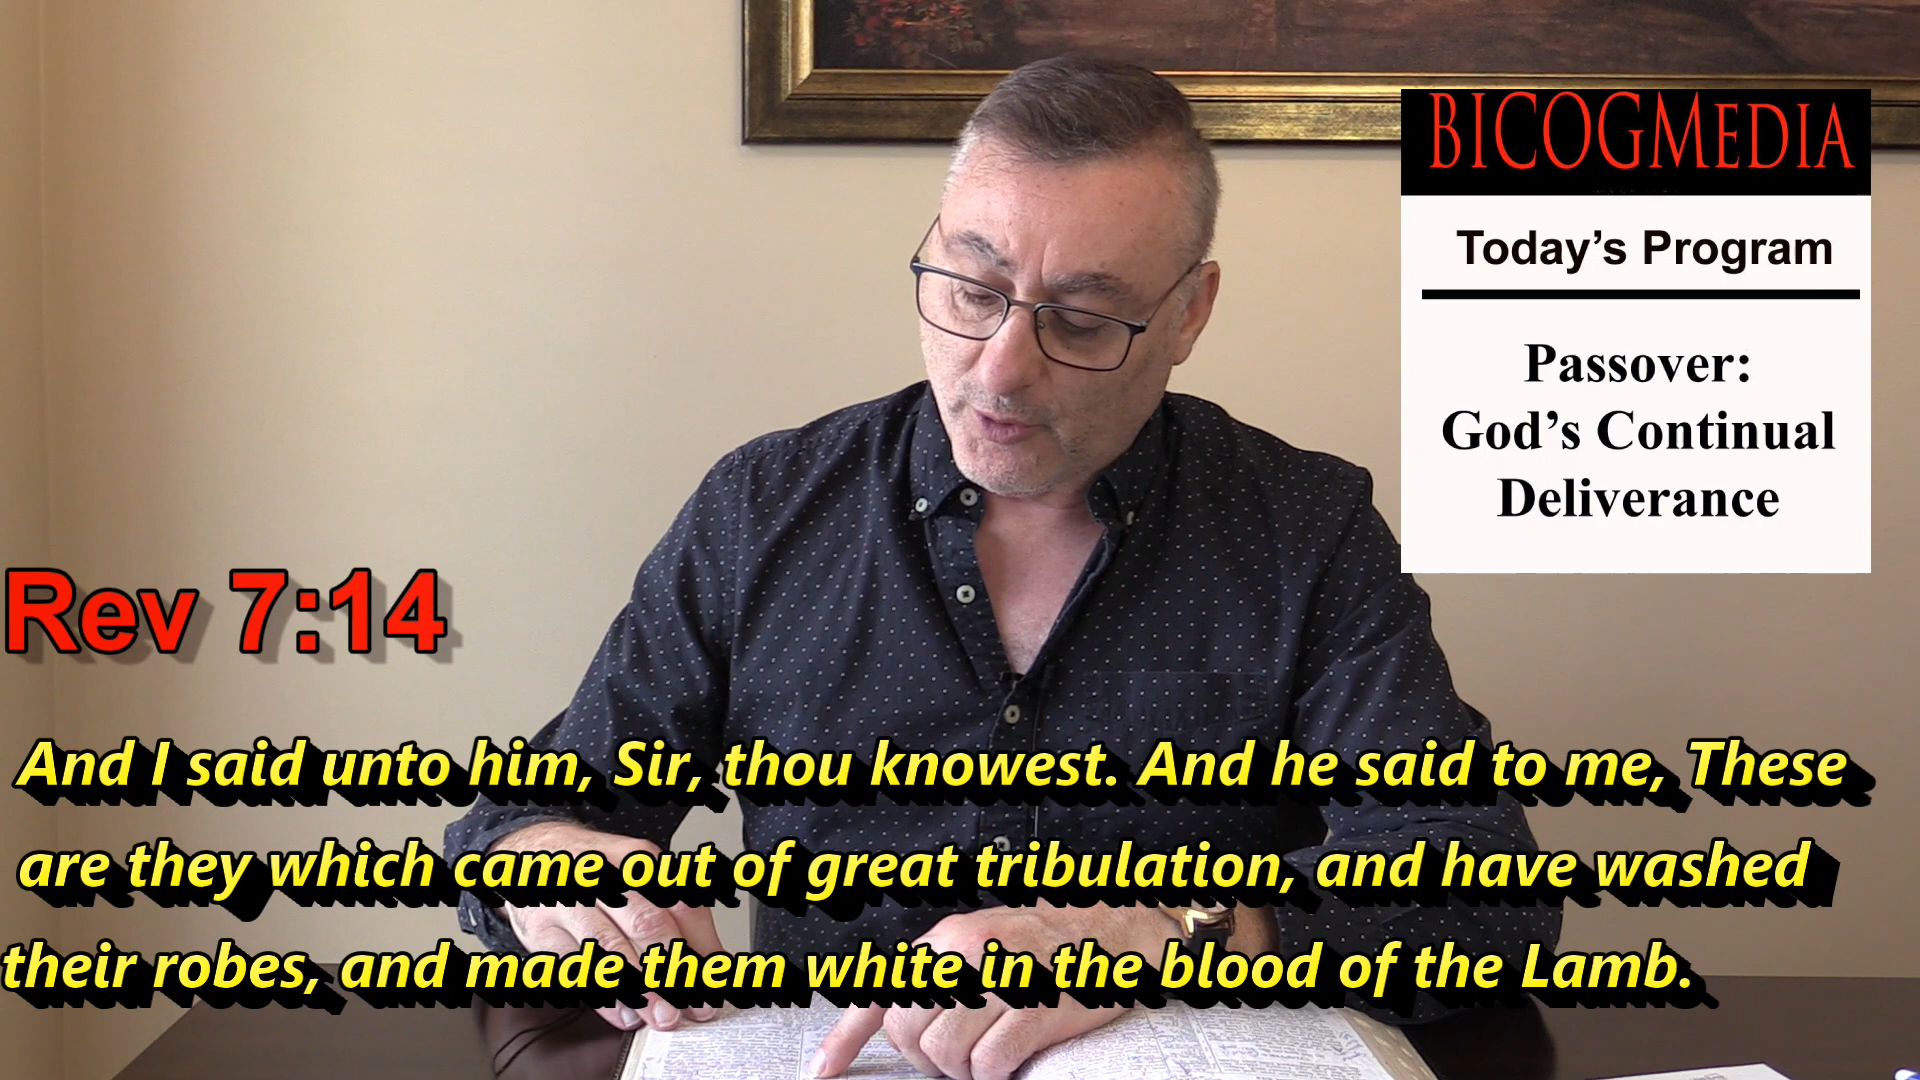 BICOGMEDIA
Today's Program
Passover:
God's Continual
Deliverance
Rev 7:14
And I said unto him, Sir, thou knowest. And he said to me, These
are they which came out of great tribulation, and have washed
their robes, and made them white in the blood of the Lamb.